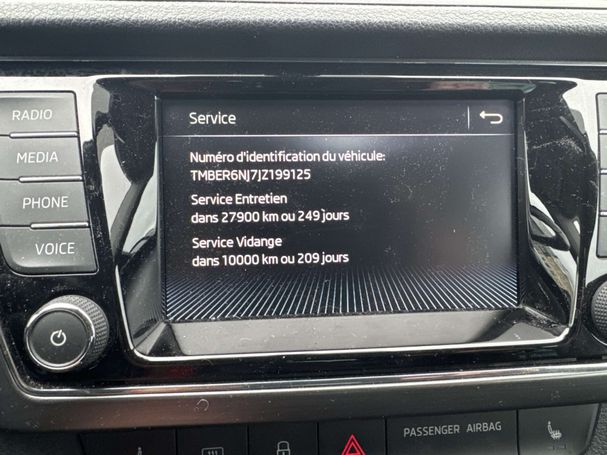 RADIO
MEDIA
PHONE
VOICE
Service
Numéro d'identification du véhicule:
TMBER6NJ7JZ199125
Service Entretien
dans 27900 km ou 249 jours
Service Vidange
dans 10000 km ou 209 jours
PASSENGER AIRBAG